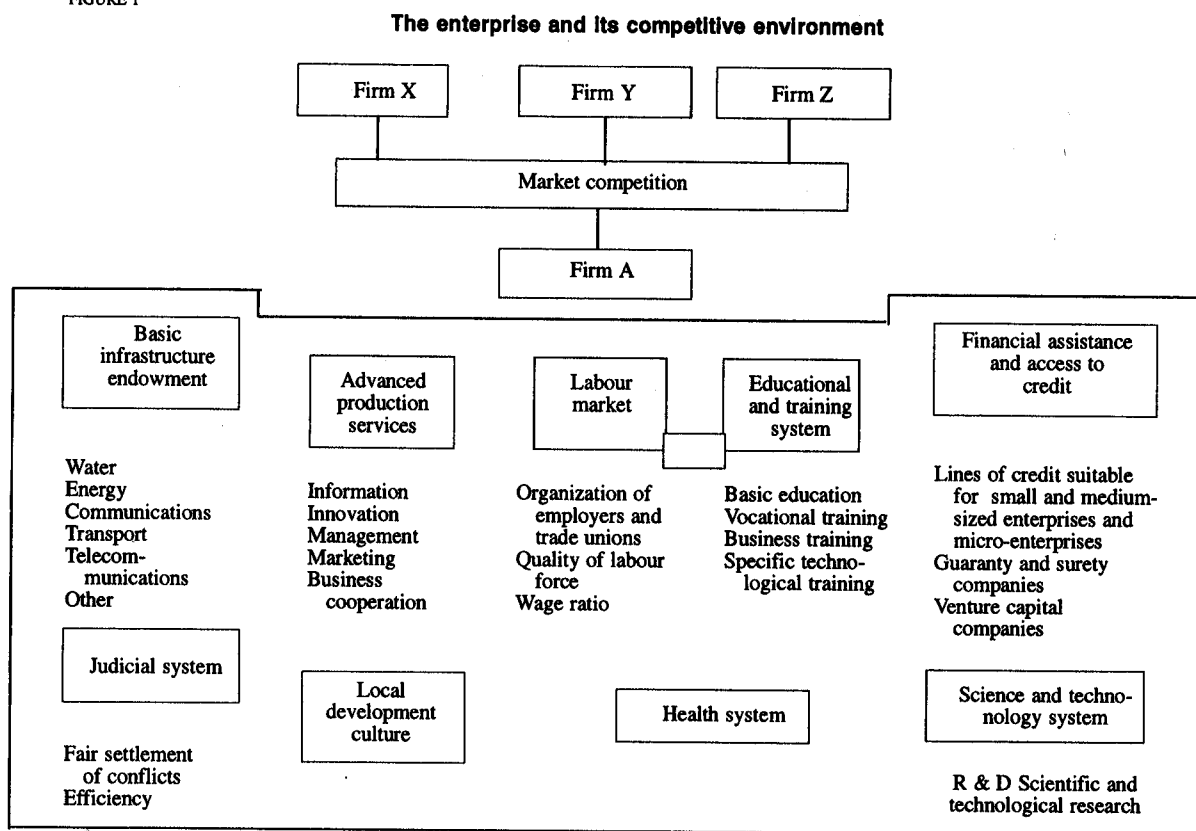 FIGURE 1
The enterprise and its competitive environment
Firm X
Firm Y
Firm Z
Market competition
Firm A
Basic
infrastructure
endowment
Water
Energy
Communications
Transport
Telecom-
munications
Other
Advanced
production
services
Information
Innovation
Management
Marketing
Business
cooperation
Labour
market
Organization of
employers and
trade unions
Quality of labour
force
Wage ratio
Educational
and training
system
Basic education
Vocational training
Business training
Specific techno-
logical training
Financial assistance
and access to
credit
Lines of credit suitable
for small and medium-
sized enterprises and
micro-enterprises
Guaranty and surety
companies
Venture capital
companies
Judicial system
Fair settlement
of conflicts
Efficiency
Local
development
culture
Health system
Science and techno-
nology system
R & D Scientific and
technological research